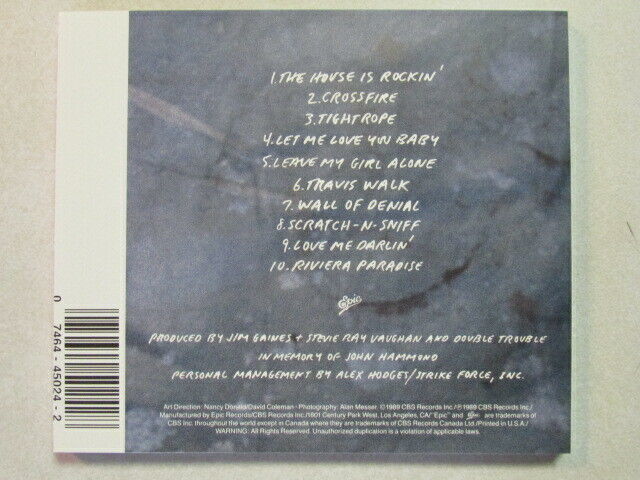 1. THE HOUSE IS ROCKIN'
2. CROSSFIRE
3. TIGHTROPE
4. LET ME LOVE YOU BABY
5. LEAVE MY GIRL ALONE
6. TRAVIS WALK
7. WALL OF DENIAL
8. SCRATCH-N-SNIFF
9. LOVE ME DARLIN'
10. RIVIERA PARADISE
Epic
PRODUCED BY JIM GAINES + STEVIE RAY VAUGHAN AND DOUBLE TROUBLE
IN MEMORY OF JOHN HAMMOND
PERSONAL MANAGEMENT BY ALEX HODGES/STRIKE FORCE, INC.
Art Direction: Nancy Donald/David Coleman · Photography: Alan Messer. ©1989 CBS Records Inc./℗1989 CBS Records Inc./
Manufactured by Epic Records/CBS Records Inc./1801 Century Park West, Los Angeles, CA/"Epic" and Epic are trademarks of
CBS Inc. throughout the world except in Canada where they are trademarks of CBS Records Canada Ltd./Printed in U.S.A./
WARNING: All Rights Reserved. Unauthorized duplication is a violation of applicable laws.
0 7464-45024-2